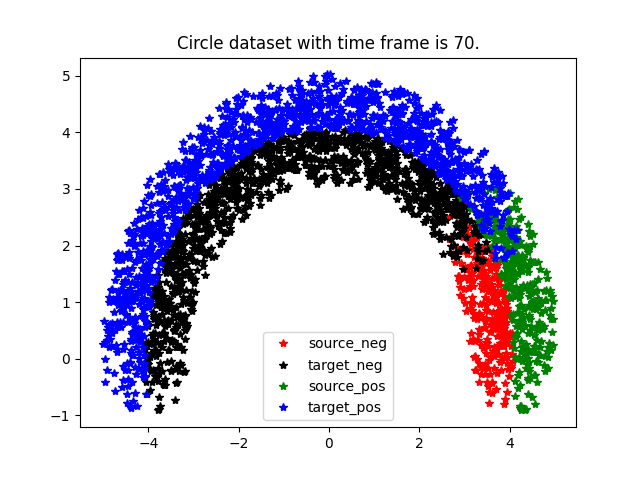 Circle dataset with time frame is 70.
5
4
3
2
1
0
−1
−4
−2
0
2
4
source_neg
target_neg
source_pos
target_pos